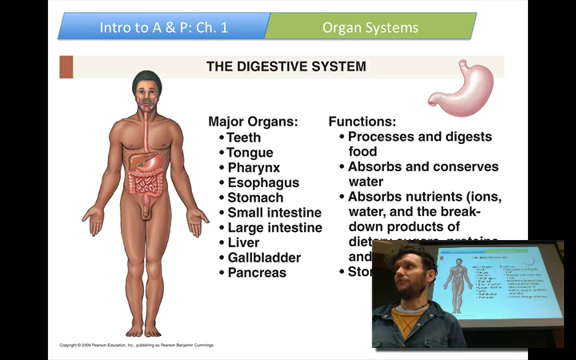 Intro to A & P: Ch. 1
Organ Systems
THE DIGESTIVE SYSTEM
Major Organs:
• Teeth
• Tongue
• Pharynx
• Esophagus
• Stomach
• Small intestine
• Large intestine
• Liver
• Gallbladder
• Pancreas
Functions:
• Processes and digests
food
• Absorbs and conserves
water
• Absorbs nutrients (ions,
water, and the break-
down products of
and
Copyright © 2009 Pearson Education, Inc., publishing as Pearson Benjamin Cummings.